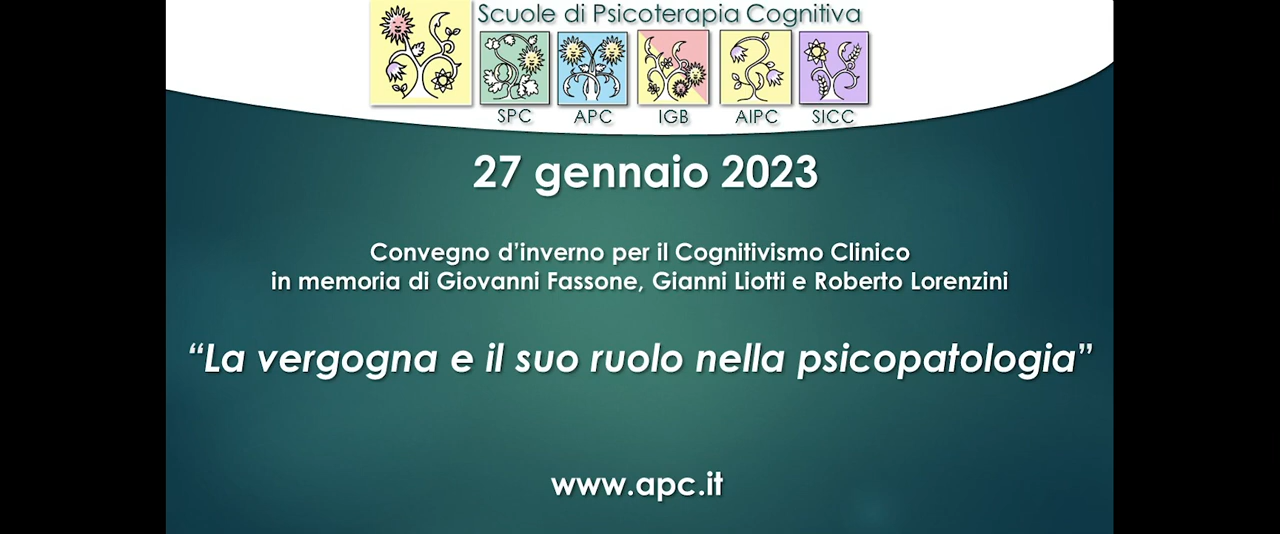 Scuole di Psicoterapia Cognitiva
SPC APC IGB AIPC SICC
27 gennaio 2023
Convegno d’inverno per il Cognitivismo Clinico
in memoria di Giovanni Fassone, Gianni Liotti e Roberto Lorenzini
“La vergogna e il suo ruolo nella psicopatologia”
www.apc.it